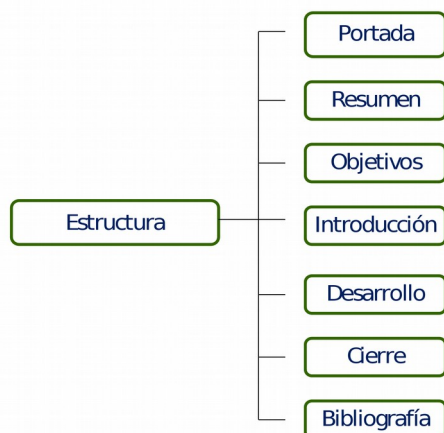 Portada
Resumen
Objetivos
Estructura
Introducción
Desarrollo
Cierre
Bibliografía